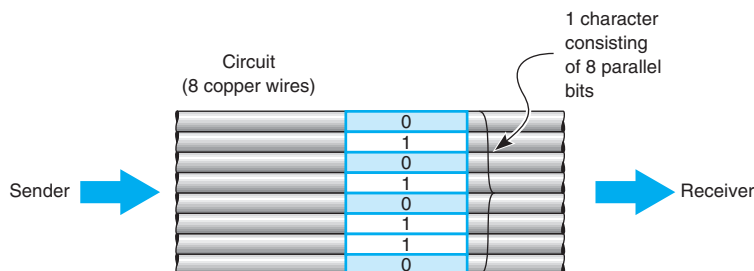 1 character
consisting
of 8 parallel
bits
Circuit
(8 copper wires)
0
1
0
1
0
1
1
0
Sender
Receiver